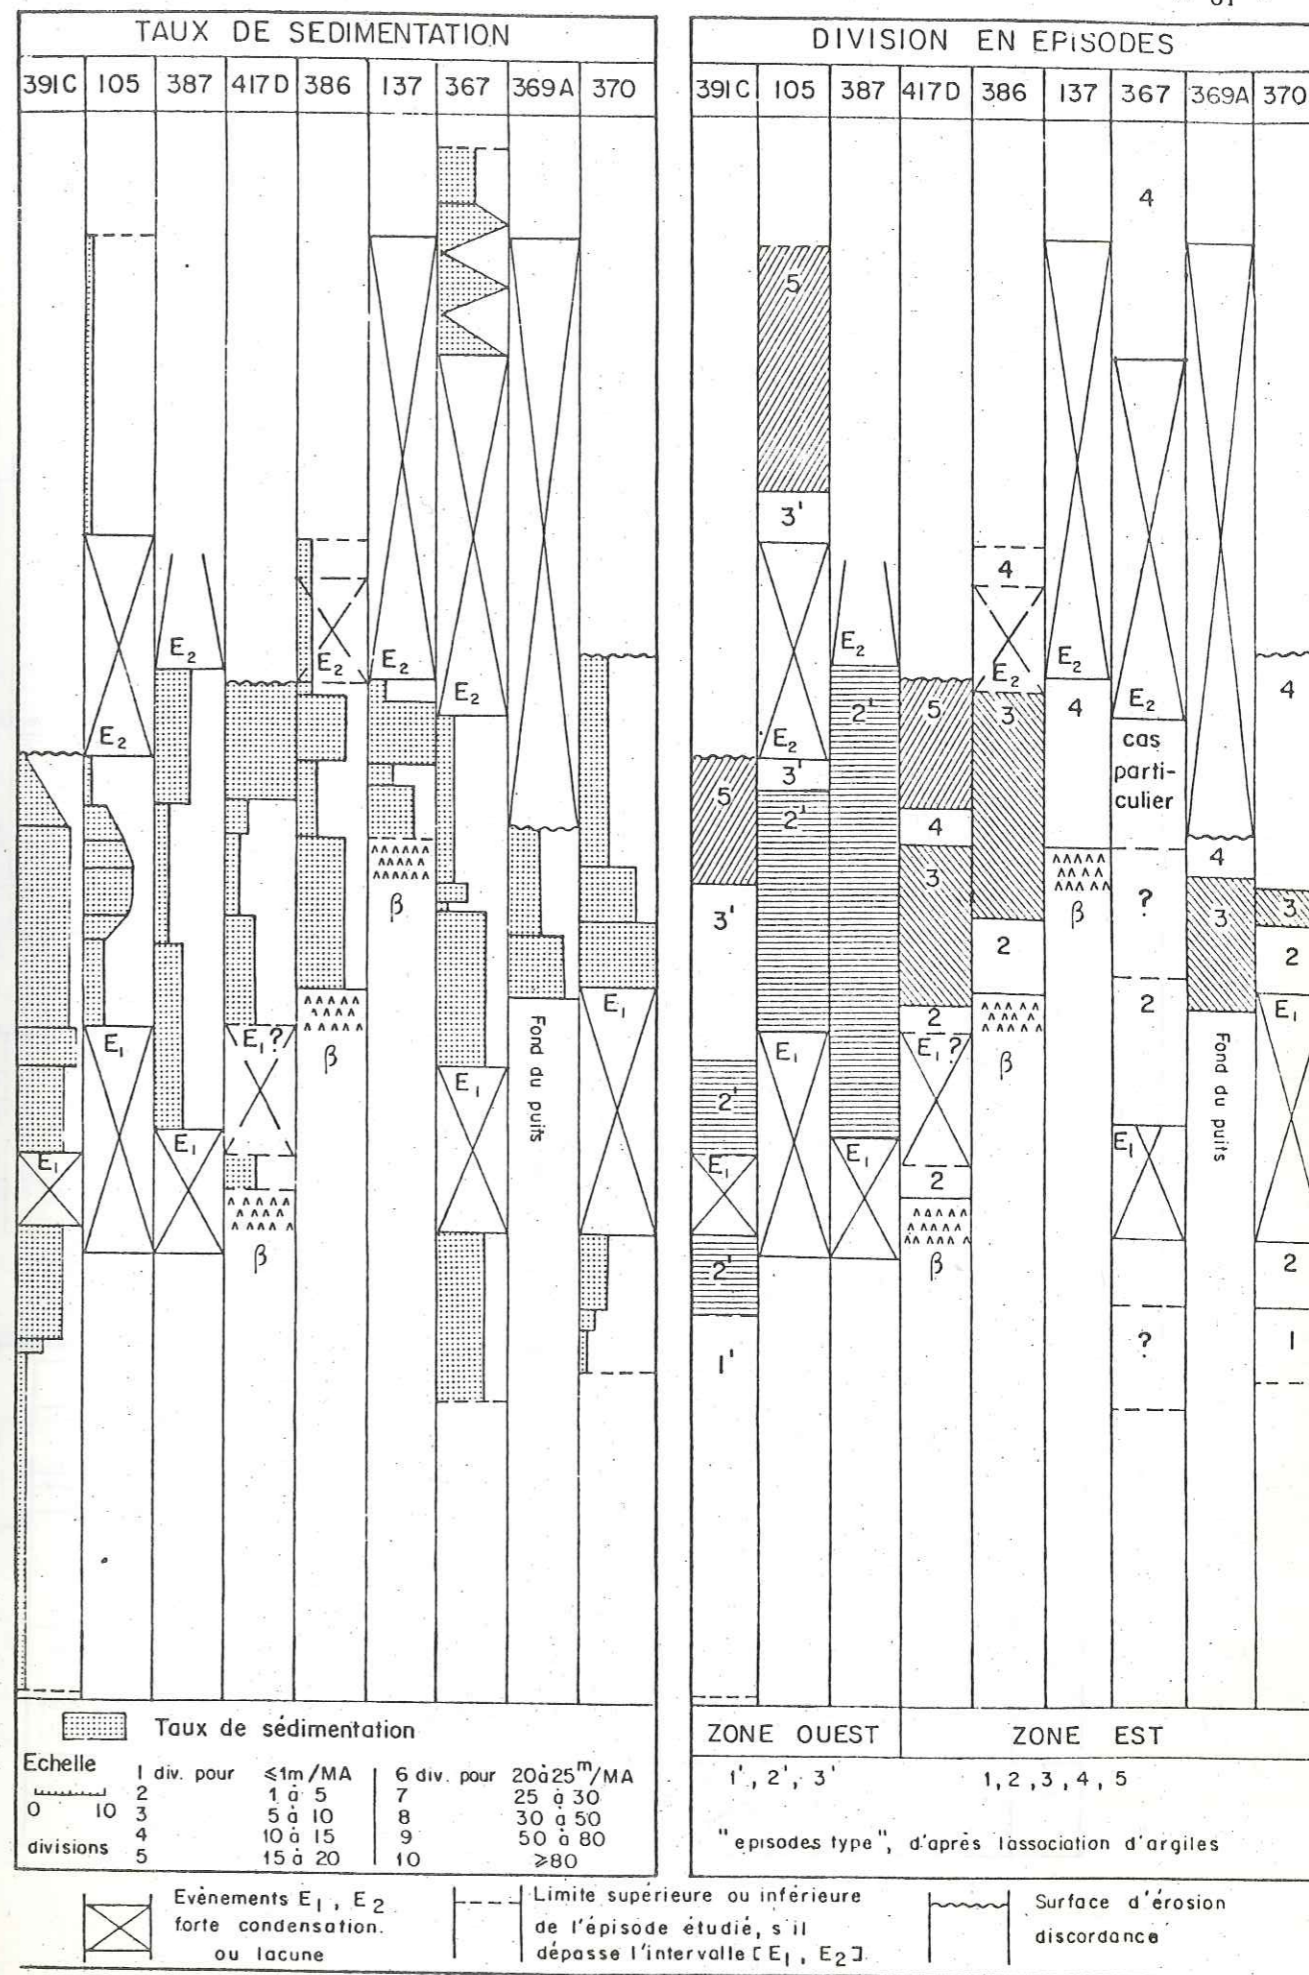 TAUX DE SEDIMENTATION
391C 105 387 417D 386 137 367 369A 370
E2
E2
E2
E2
E2
β
E1
E1
E1
E1?
β
β
E1
Fond du puits
E1
Taux de sédimentation
Echelle
0 10
divisions
1 div. pour ≤1m/MA
2 1 à 5
3 5 à 10
4 10 à 15
5 15 à 20
6 div. pour 20à25m/MA
7 25 à 30
8 30 à 50
9 50 à 80
10 ≥80
DIVISION EN EPiSODES
391C 105 387 417D 386 137 367 369A 370
5
3'
E1
2'
2'
1'
5
3'
E2
3'
2'
E1
E2
2'
E1
5
4
3
2
E1?
2
β
4
E2
3
2
β
E2
4
β
4
E2
cas
parti-
culier
?
2
E1
?
4
3
Fond du puits
4
3
2
E1
2
1
ZONE OUEST ZONE EST
1', 2', 3' 1, 2, 3, 4, 5
"episodes type", d'après lassociation d'argiles
Evènements E1, E2
forte condensation.
ou lacune
Limite supérieure ou inférieure
de l'épisode étudié, s'il
dépasse l'intervalle [E1, E2].
Surface d'érosion
discordance